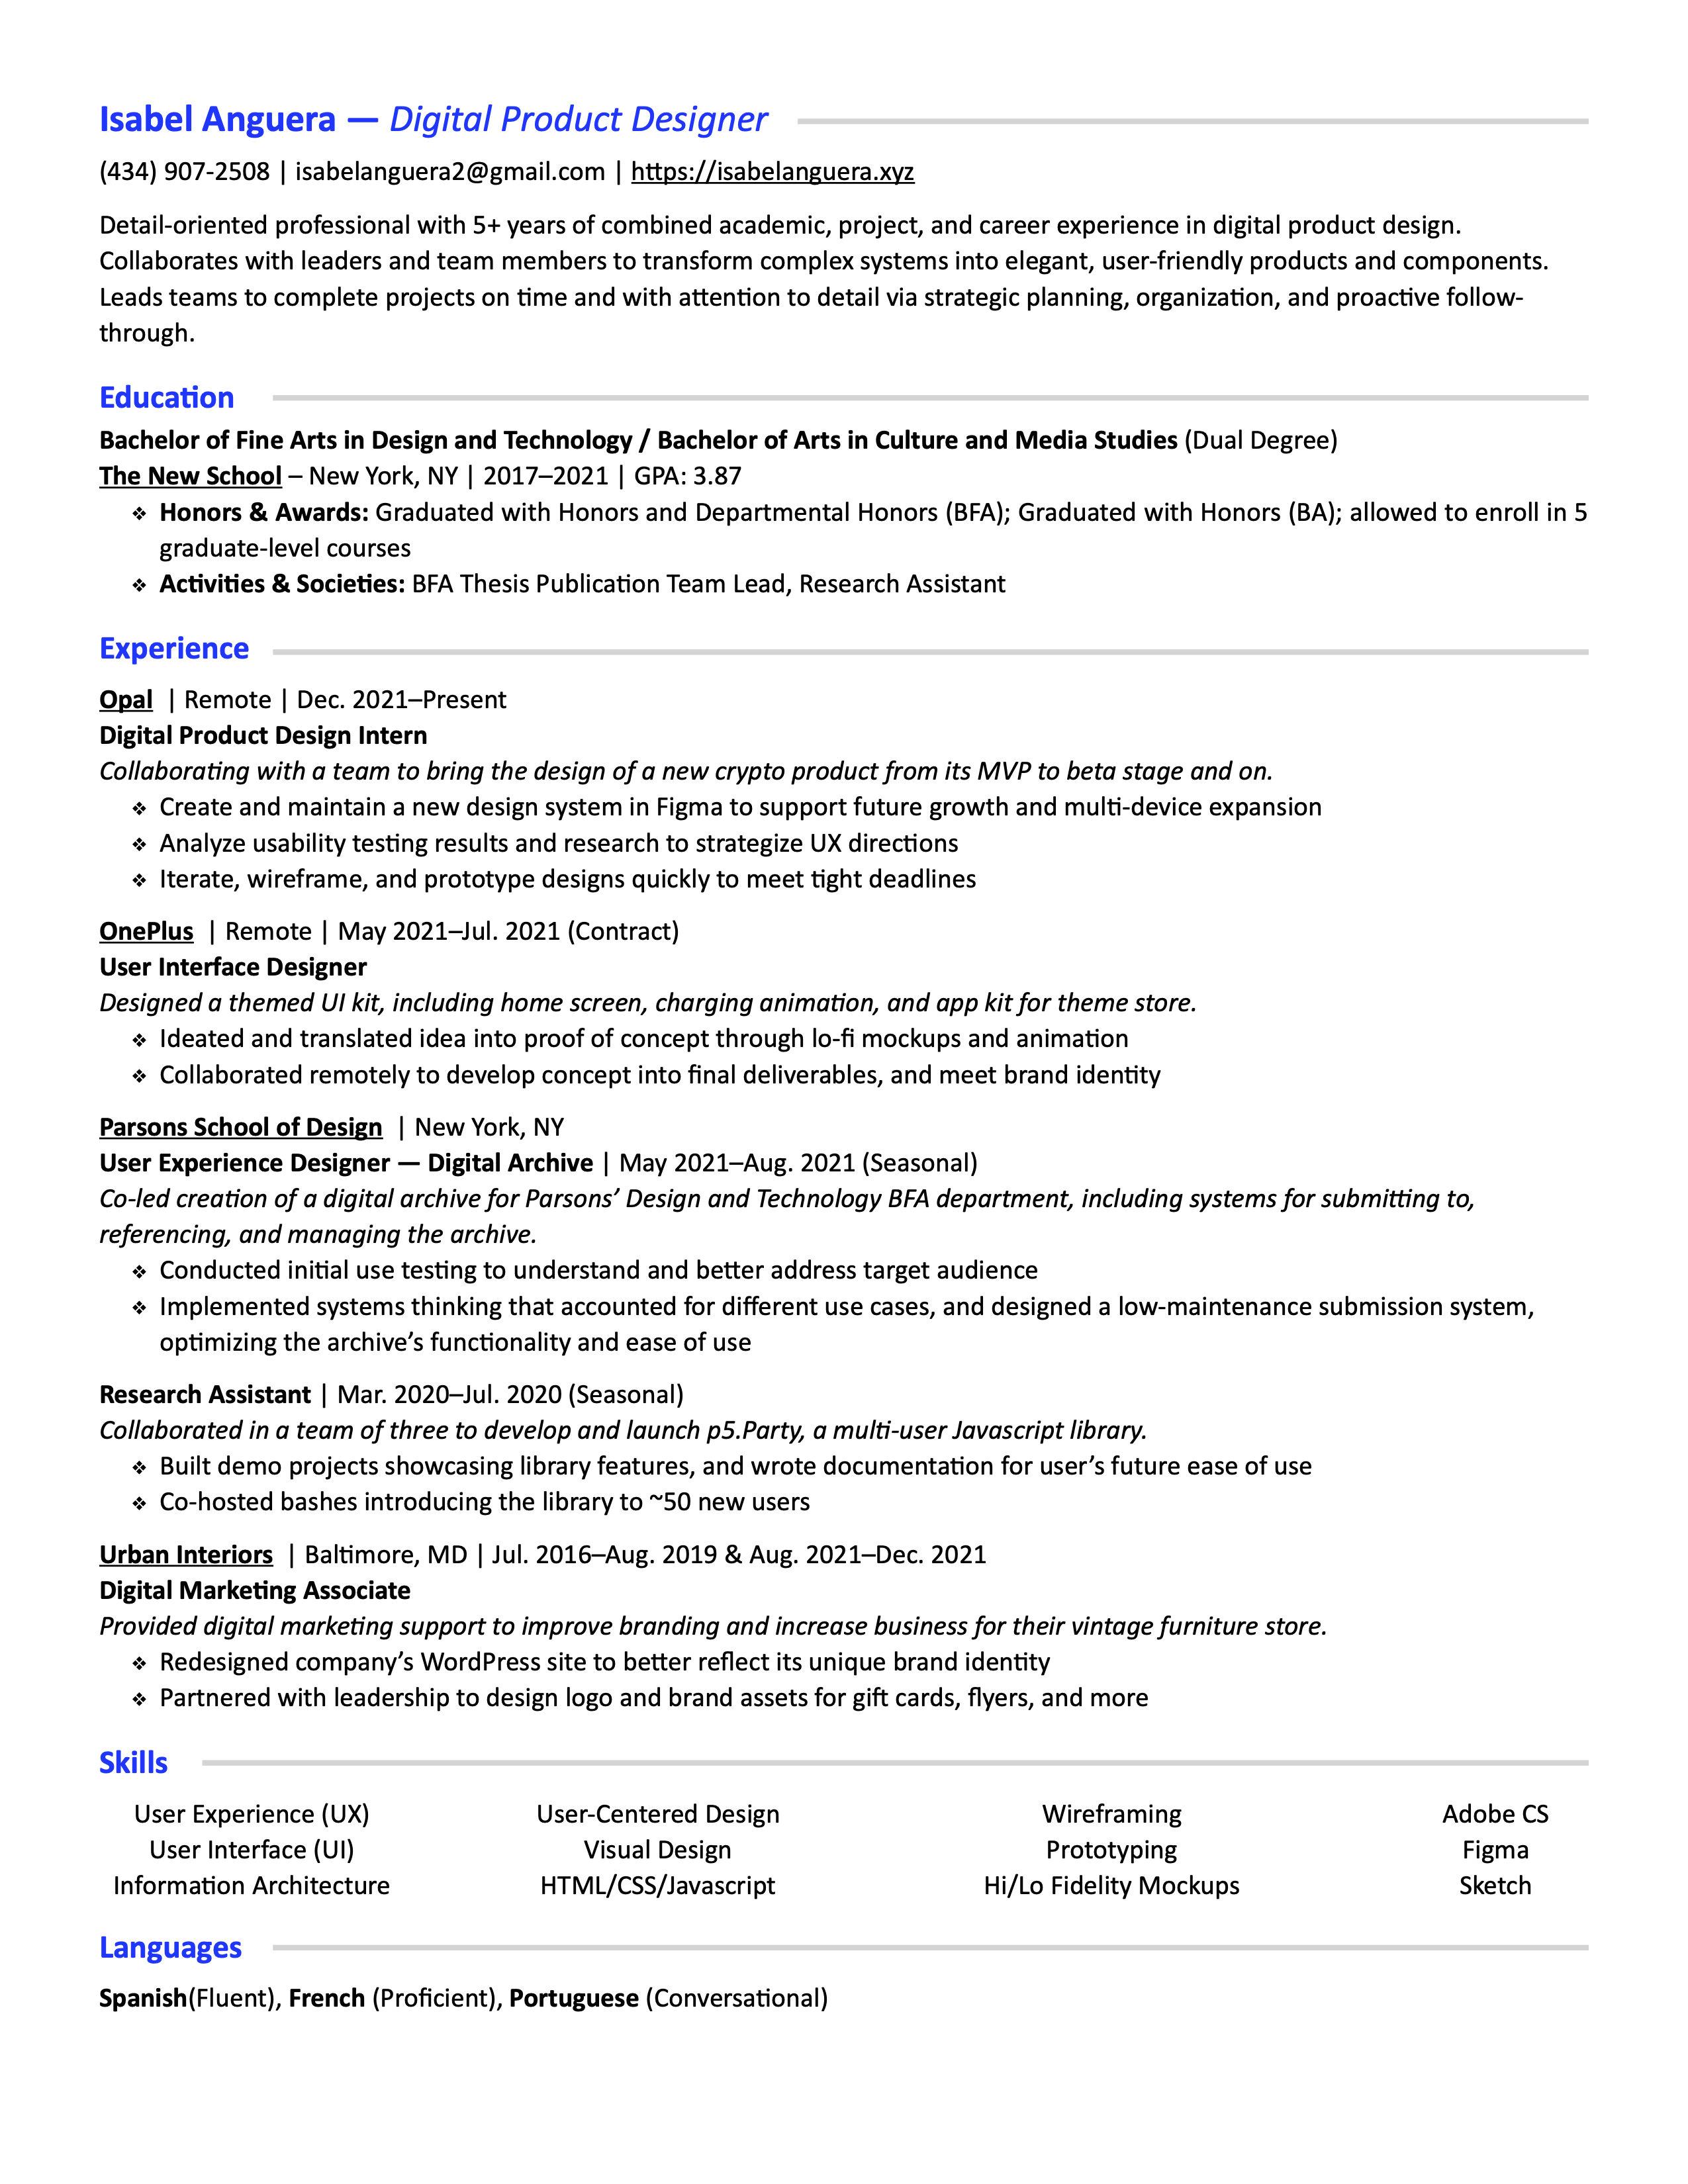 Isabel Anguera — Digital Product Designer
(434) 907-2508 | isabelanguera2@gmail.com | https://isabelanguera.xyz
Detail-oriented professional with 5+ years of combined academic, project, and career experience in digital product design.
Collaborates with leaders and team members to transform complex systems into elegant, user-friendly products and components.
Leads teams to complete projects on time and with attention to detail via strategic planning, organization, and proactive follow-
through.
Education
Bachelor of Fine Arts in Design and Technology / Bachelor of Arts in Culture and Media Studies (Dual Degree)
The New School – New York, NY | 2017–2021 | GPA: 3.87
❖ Honors & Awards: Graduated with Honors and Departmental Honors (BFA); Graduated with Honors (BA); allowed to enroll in 5
graduate-level courses
❖ Activities & Societies: BFA Thesis Publication Team Lead, Research Assistant
Experience
Opal | Remote | Dec. 2021–Present
Digital Product Design Intern
Collaborating with a team to bring the design of a new crypto product from its MVP to beta stage and on.
❖ Create and maintain a new design system in Figma to support future growth and multi-device expansion
❖ Analyze usability testing results and research to strategize UX directions
❖ Iterate, wireframe, and prototype designs quickly to meet tight deadlines
OnePlus | Remote | May 2021–Jul. 2021 (Contract)
User Interface Designer
Designed a themed UI kit, including home screen, charging animation, and app kit for theme store.
❖ Ideated and translated idea into proof of concept through lo-fi mockups and animation
❖ Collaborated remotely to develop concept into final deliverables, and meet brand identity
Parsons School of Design | New York, NY
User Experience Designer — Digital Archive | May 2021–Aug. 2021 (Seasonal)
Co-led creation of a digital archive for Parsons’ Design and Technology BFA department, including systems for submitting to,
referencing, and managing the archive.
❖ Conducted initial use testing to understand and better address target audience
❖ Implemented systems thinking that accounted for different use cases, and designed a low-maintenance submission system,
optimizing the archive’s functionality and ease of use
Research Assistant | Mar. 2020–Jul. 2020 (Seasonal)
Collaborated in a team of three to develop and launch p5.Party, a multi-user Javascript library.
❖ Built demo projects showcasing library features, and wrote documentation for user’s future ease of use
❖ Co-hosted bashes introducing the library to ~50 new users
Urban Interiors | Baltimore, MD | Jul. 2016–Aug. 2019 & Aug. 2021–Dec. 2021
Digital Marketing Associate
Provided digital marketing support to improve branding and increase business for their vintage furniture store.
❖ Redesigned company’s WordPress site to better reflect its unique brand identity
❖ Partnered with leadership to design logo and brand assets for gift cards, flyers, and more
Skills
User Experience (UX) User-Centered Design Wireframing Adobe CS
User Interface (UI) Visual Design Prototyping Figma
Information Architecture HTML/CSS/Javascript Hi/Lo Fidelity Mockups Sketch
Languages
Spanish(Fluent), French (Proficient), Portuguese (Conversational)